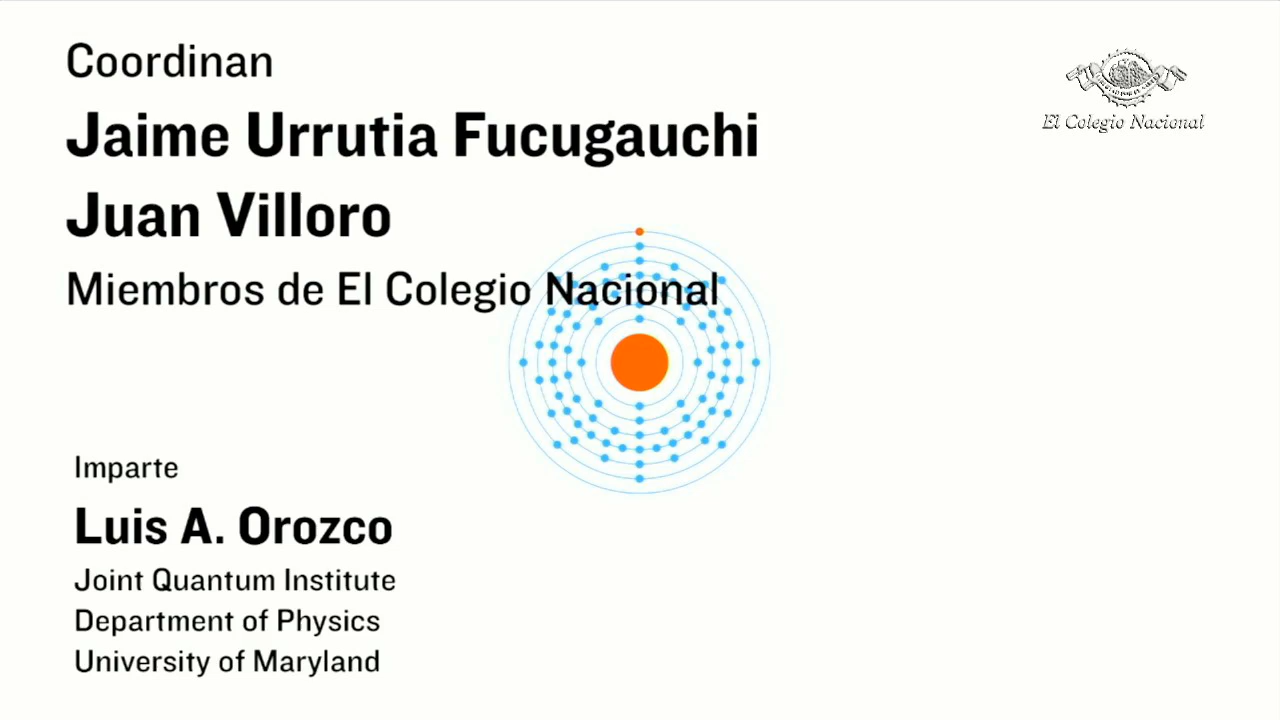 Coordinan
Jaime Urrutia Fucugauchi
Juan Villoro
Miembros de El Colegio Nacional
El Colegio Nacional
Imparte
Luis A. Orozco
Joint Quantum Institute
Department of Physics
University of Maryland